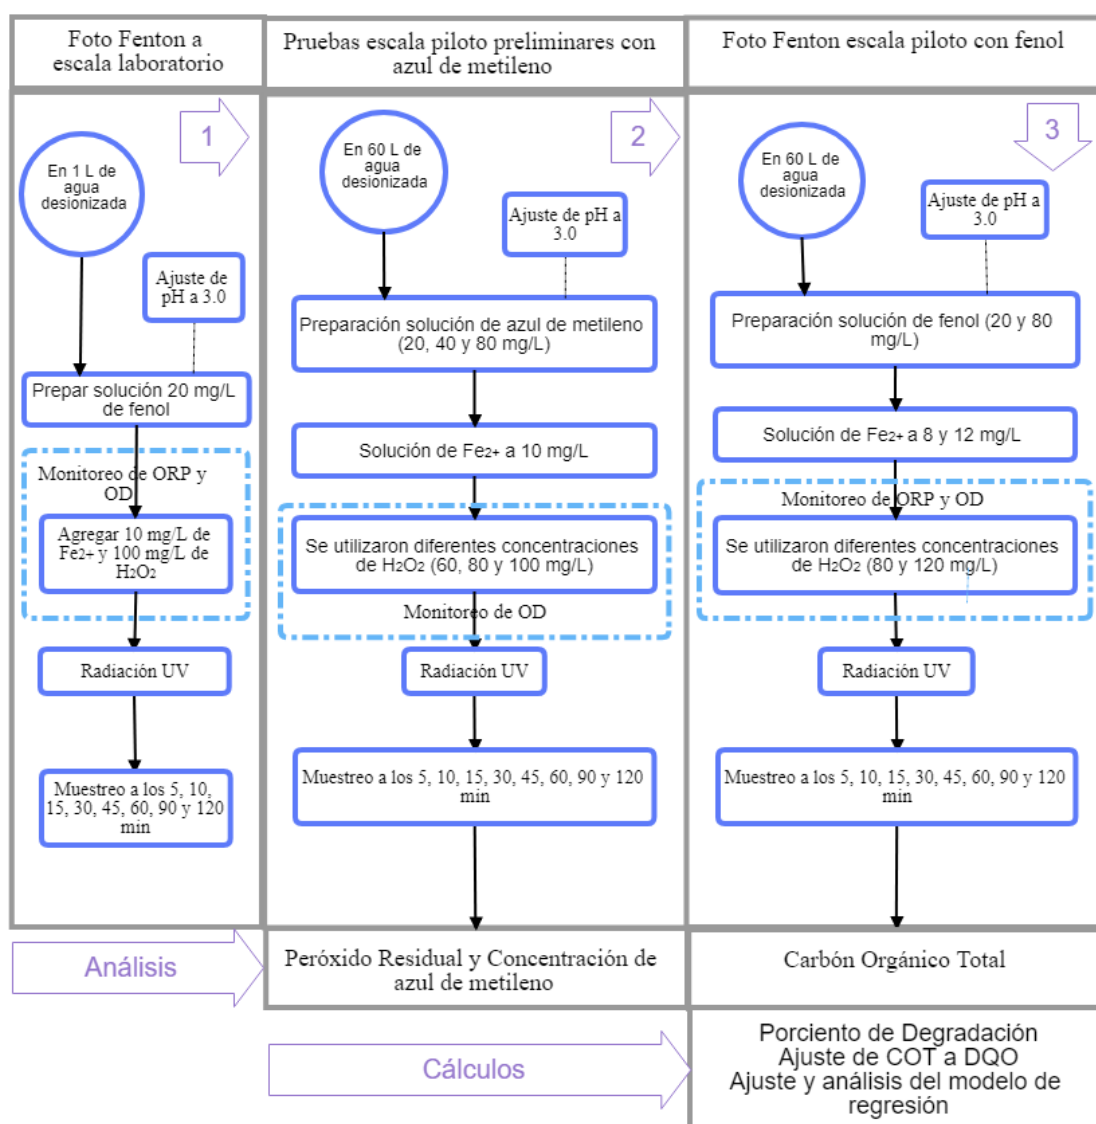 Foto Fenton a
escala laboratorio
Pruebas escala piloto preliminares con
azul de metileno
Foto Fenton escala piloto con fenol
1
En 1 L de
agua
desionizada
Ajuste de
pH a 3.0
Prepar solución 20 mg/L
de fenol
Monitoreo de ORP y
OD
Agregar 10 mg/L de
Fe2+ y 100 mg/L de
H2O2
Radiación UV
Muestreo a los 5, 10,
15, 30, 45, 60, 90 y 120
min
2
En 60 L de
agua
desionizada
Ajuste de pH a
3.0
Preparación solución de azul de metileno
(20, 40 y 80 mg/L)
Solución de Fe2+ a 10 mg/L
Se utilizaron diferentes concentraciones
de H2O2 (60, 80 y 100 mg/L)
Monitoreo de OD
Radiación UV
Muestreo a los 5, 10, 15, 30, 45, 60, 90 y 120
min
3
En 60 L de
agua
desionizada
Ajuste de pH a
3.0
Preparación solución de fenol (20 y 80
mg/L)
Solución de Fe2+ a 8 y 12 mg/L
Monitoreo de ORP y OD
Se utilizaron diferentes concentraciones
de H2O2 (80 y 120 mg/L)
Radiación UV
Muestreo a los 5, 10, 15, 30, 45, 60, 90 y 120
min
Análisis
Peróxido Residual y Concentración de
azul de metileno
Carbón Orgánico Total
Cálculos
Porciento de Degradación
Ajuste de COT a DQO
Ajuste y análisis del modelo de
regresión